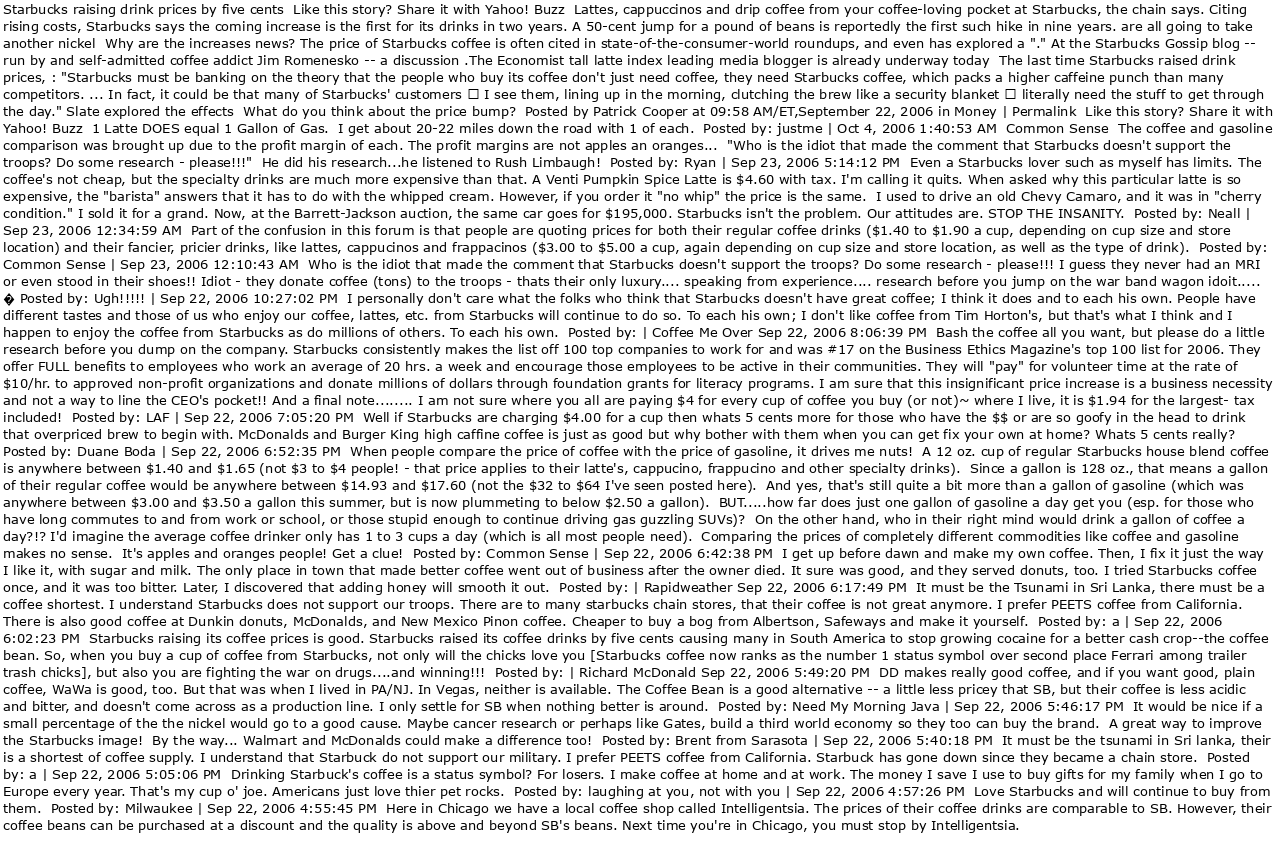 Starbucks raising drink prices by five cents  Like this story? Share it with Yahoo! Buzz  Lattes, cappuccinos and drip coffee from your coffee-loving pocket at Starbucks, the chain says. Citing
rising costs, Starbucks says the coming increase is the first for its drinks in two years. A 50-cent jump for a pound of beans is reportedly the first such hike in nine years. are all going to take
another nickel  Why are the increases news? The price of Starbucks coffee is often cited in state-of-the-consumer-world roundups, and even has explored a "." At the Starbucks Gossip blog --
run by and self-admitted coffee addict Jim Romenesko -- a discussion .The Economist tall latte index leading media blogger is already underway today  The last time Starbucks raised drink
prices, : "Starbucks must be banking on the theory that the people who buy its coffee don't just need coffee, they need Starbucks coffee, which packs a higher caffeine punch than many
competitors. ... In fact, it could be that many of Starbucks' customers □ I see them, lining up in the morning, clutching the brew like a security blanket □ literally need the stuff to get through
the day." Slate explored the effects  What do you think about the price bump?  Posted by Patrick Cooper at 09:58 AM/ET,September 22, 2006 in Money | Permalink  Like this story? Share it with
Yahoo! Buzz  1 Latte DOES equal 1 Gallon of Gas.  I get about 20-22 miles down the road with 1 of each.  Posted by: justme | Oct 4, 2006 1:40:53 AM  Common Sense  The coffee and gasoline
comparison was brought up due to the profit margin of each. The profit margins are not apples an oranges...  "Who is the idiot that made the comment that Starbucks doesn't support the
troops? Do some research - please!!!"  He did his research...he listened to Rush Limbaugh!  Posted by: Ryan | Sep 23, 2006 5:14:12 PM  Even a Starbucks lover such as myself has limits. The
coffee's not cheap, but the specialty drinks are much more expensive than that. A Venti Pumpkin Spice Latte is $4.60 with tax. I'm calling it quits. When asked why this particular latte is so
expensive, the "barista" answers that it has to do with the whipped cream. However, if you order it "no whip" the price is the same.  I used to drive an old Chevy Camaro, and it was in "cherry
condition." I sold it for a grand. Now, at the Barrett-Jackson auction, the same car goes for $195,000. Starbucks isn't the problem. Our attitudes are. STOP THE INSANITY.  Posted by: Neall |
Sep 23, 2006 12:34:59 AM  Part of the confusion in this forum is that people are quoting prices for both their regular coffee drinks ($1.40 to $1.90 a cup, depending on cup size and store
location) and their fancier, pricier drinks, like lattes, cappucinos and frappacinos ($3.00 to $5.00 a cup, again depending on cup size and store location, as well as the type of drink).  Posted by:
Common Sense | Sep 23, 2006 12:10:43 AM  Who is the idiot that made the comment that Starbucks doesn't support the troops? Do some research - please!!! I guess they never had an MRI
or even stood in their shoes!! Idiot - they donate coffee (tons) to the troops - thats their only luxury.... speaking from experience.... research before you jump on the war band wagon idoit.....
� Posted by: Ugh!!!!! | Sep 22, 2006 10:27:02 PM  I personally don't care what the folks who think that Starbucks doesn't have great coffee; I think it does and to each his own. People have
different tastes and those of us who enjoy our coffee, lattes, etc. from Starbucks will continue to do so. To each his own; I don't like coffee from Tim Horton's, but that's what I think and I
happen to enjoy the coffee from Starbucks as do millions of others. To each his own.  Posted by: | Coffee Me Over Sep 22, 2006 8:06:39 PM  Bash the coffee all you want, but please do a little
research before you dump on the company. Starbucks consistently makes the list off 100 top companies to work for and was #17 on the Business Ethics Magazine's top 100 list for 2006. They
offer FULL benefits to employees who work an average of 20 hrs. a week and encourage those employees to be active in their communities. They will "pay" for volunteer time at the rate of
$10/hr. to approved non-profit organizations and donate millions of dollars through foundation grants for literacy programs. I am sure that this insignificant price increase is a business necessity
and not a way to line the CEO's pocket!! And a final note........ I am not sure where you all are paying $4 for every cup of coffee you buy (or not)~ where I live, it is $1.94 for the largest- tax
included!  Posted by: LAF | Sep 22, 2006 7:05:20 PM  Well if Starbucks are charging $4.00 for a cup then whats 5 cents more for those who have the $$ or are so goofy in the head to drink
that overpriced brew to begin with. McDonalds and Burger King high caffine coffee is just as good but why bother with them when you can get fix your own at home? Whats 5 cents really?
Posted by: Duane Boda | Sep 22, 2006 6:52:35 PM  When people compare the price of coffee with the price of gasoline, it drives me nuts!  A 12 oz. cup of regular Starbucks house blend coffee
is anywhere between $1.40 and $1.65 (not $3 to $4 people! - that price applies to their latte's, cappucino, frappucino and other specialty drinks).  Since a gallon is 128 oz., that means a gallon
of their regular coffee would be anywhere between $14.93 and $17.60 (not the $32 to $64 I've seen posted here).  And yes, that's still quite a bit more than a gallon of gasoline (which was
anywhere between $3.00 and $3.50 a gallon this summer, but is now plummeting to below $2.50 a gallon).  BUT.....how far does just one gallon of gasoline a day get you (esp. for those who
have long commutes to and from work or school, or those stupid enough to continue driving gas guzzling SUVs)?  On the other hand, who in their right mind would drink a gallon of coffee a
day?!? I'd imagine the average coffee drinker only has 1 to 3 cups a day (which is all most people need).  Comparing the prices of completely different commodities like coffee and gasoline
makes no sense.  It's apples and oranges people! Get a clue!  Posted by: Common Sense | Sep 22, 2006 6:42:38 PM  I get up before dawn and make my own coffee. Then, I fix it just the way
I like it, with sugar and milk. The only place in town that made better coffee went out of business after the owner died. It sure was good, and they served donuts, too. I tried Starbucks coffee
once, and it was too bitter. Later, I discovered that adding honey will smooth it out.  Posted by: | Rapidweather Sep 22, 2006 6:17:49 PM  It must be the Tsunami in Sri Lanka, there must be a
coffee shortest. I understand Starbucks does not support our troops. There are to many starbucks chain stores, that their coffee is not great anymore. I prefer PEETS coffee from California.
There is also good coffee at Dunkin donuts, McDonalds, and New Mexico Pinon coffee. Cheaper to buy a bog from Albertson, Safeways and make it yourself.  Posted by: a | Sep 22, 2006
6:02:23 PM  Starbucks raising its coffee prices is good. Starbucks raised its coffee drinks by five cents causing many in South America to stop growing cocaine for a better cash crop--the coffee
bean. So, when you buy a cup of coffee from Starbucks, not only will the chicks love you [Starbucks coffee now ranks as the number 1 status symbol over second place Ferrari among trailer
trash chicks], but also you are fighting the war on drugs....and winning!!!  Posted by: | Richard McDonald Sep 22, 2006 5:49:20 PM  DD makes really good coffee, and if you want good, plain
coffee, WaWa is good, too. But that was when I lived in PA/NJ. In Vegas, neither is available. The Coffee Bean is a good alternative -- a little less pricey that SB, but their coffee is less acidic
and bitter, and doesn't come across as a production line. I only settle for SB when nothing better is around.  Posted by: Need My Morning Java | Sep 22, 2006 5:46:17 PM  It would be nice if a
small percentage of the the nickel would go to a good cause. Maybe cancer research or perhaps like Gates, build a third world economy so they too can buy the brand.  A great way to improve
the Starbucks image!  By the way... Walmart and McDonalds could make a difference too!  Posted by: Brent from Sarasota | Sep 22, 2006 5:40:18 PM  It must be the tsunami in Sri lanka, their
is a shortest of coffee supply. I understand that Starbuck do not support our military. I prefer PEETS coffee from California. Starbuck has gone down since they became a chain store.  Posted
by: a | Sep 22, 2006 5:05:06 PM  Drinking Starbuck's coffee is a status symbol? For losers. I make coffee at home and at work. The money I save I use to buy gifts for my family when I go to
Europe every year. That's my cup o' joe. Americans just love thier pet rocks.  Posted by: laughing at you, not with you | Sep 22, 2006 4:57:26 PM  Love Starbucks and will continue to buy from
them.  Posted by: Milwaukee | Sep 22, 2006 4:55:45 PM  Here in Chicago we have a local coffee shop called Intelligentsia. The prices of their coffee drinks are comparable to SB. However, their
coffee beans can be purchased at a discount and the quality is above and beyond SB's beans. Next time you're in Chicago, you must stop by Intelligentsia.